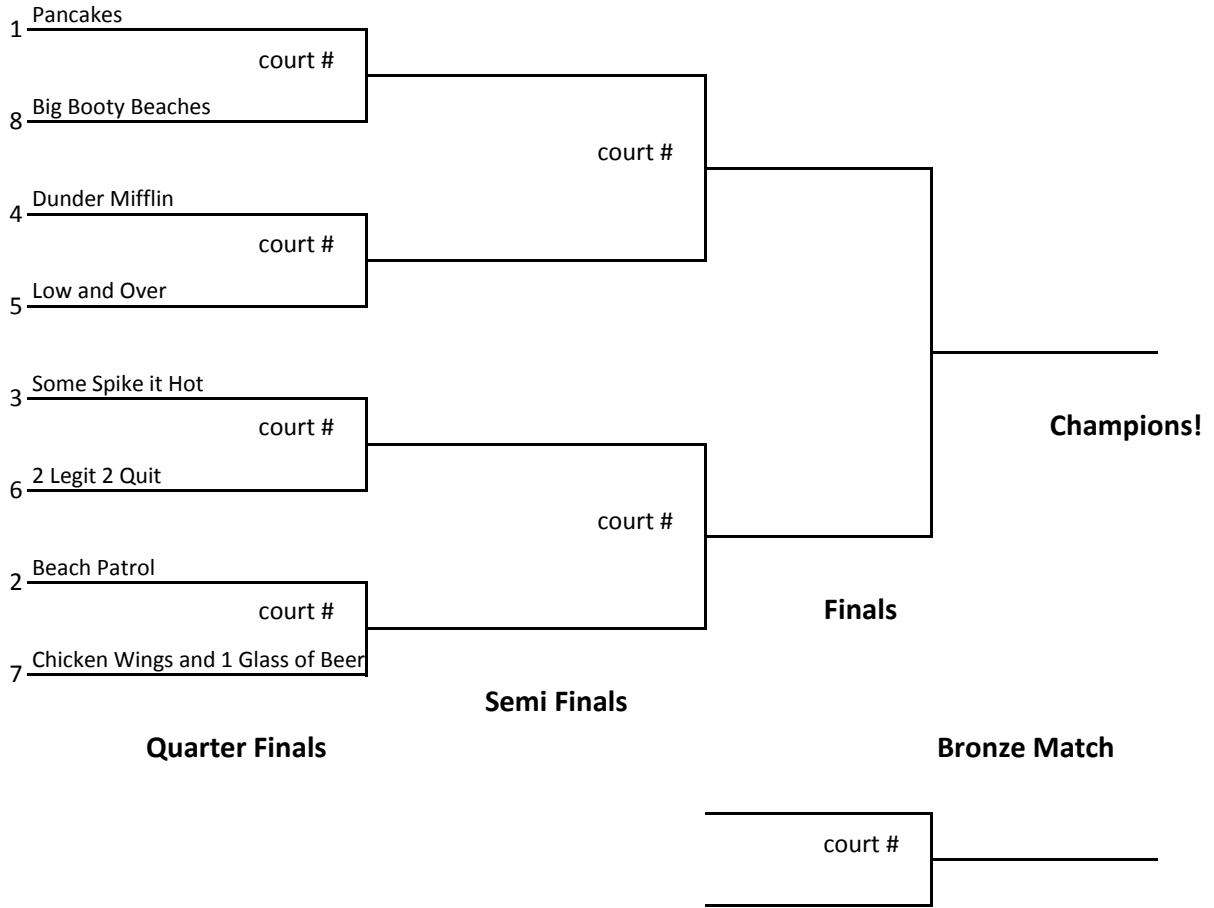 Pancakes
1
court #
Big Booty Beaches
8
court #
Dunder Mifflin
4
court #
Low and Over
5
Some Spike it Hot
3
court #
Champions!
2 Legit 2 Quit
6
court #
Beach Patrol
2
court #
Finals
Chicken Wings and 1 Glass of Beer
7
Semi Finals
Quarter Finals
Bronze Match
court #